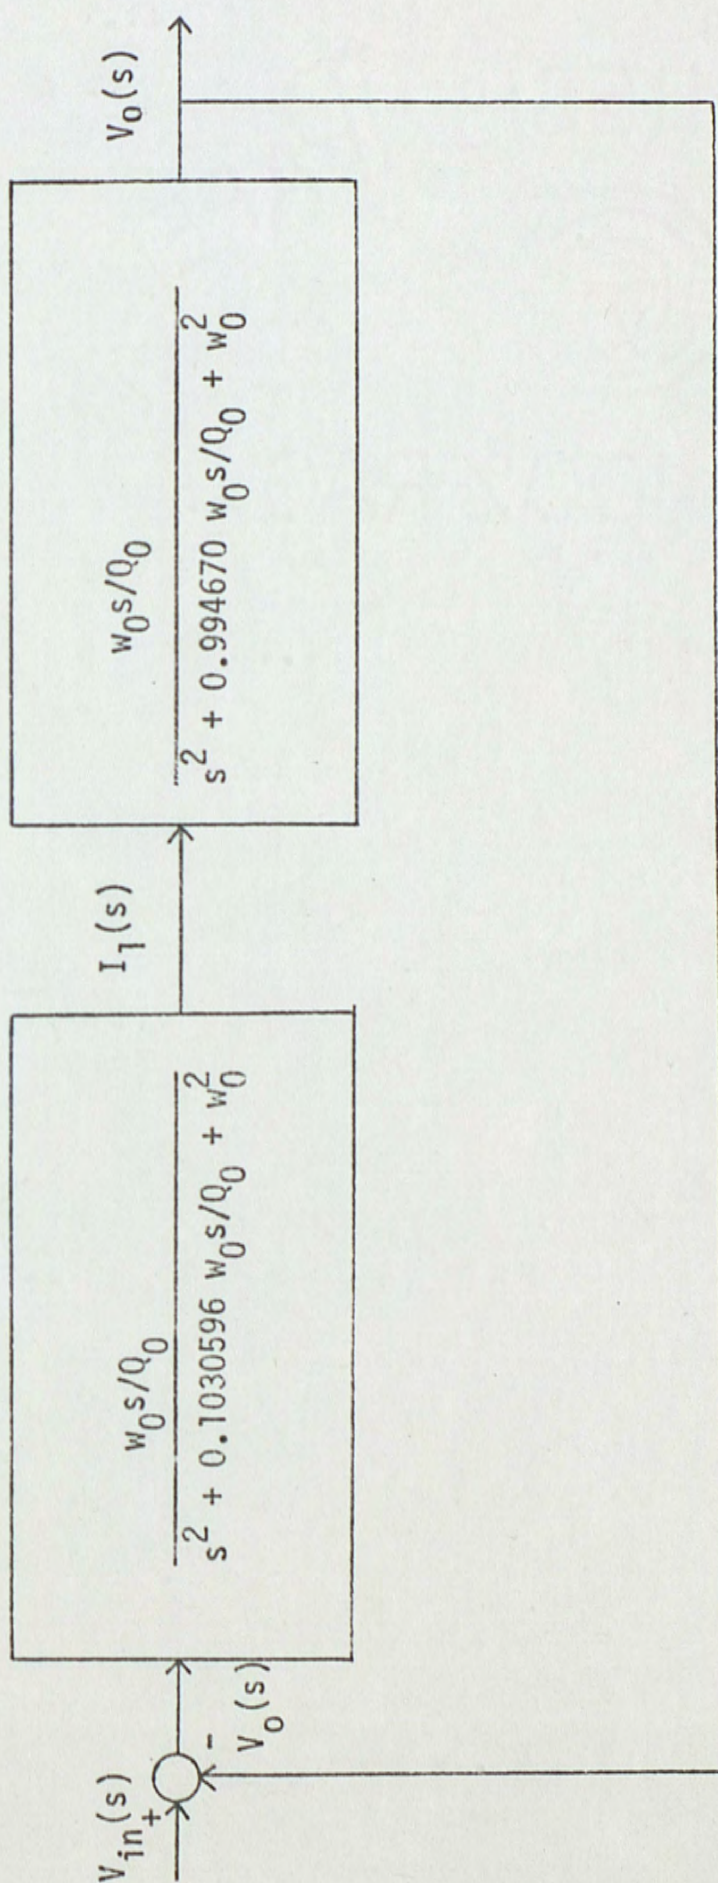 V_in(s)
+
-
V_o(s)
w_0s/Q_0
s^2 + 0.1030596 w_0s/Q_0 + w_0^2
I_1(s)
w_0s/Q_0
s^2 + 0.994670 w_0s/Q_0 + w_0^2
V_0(s)